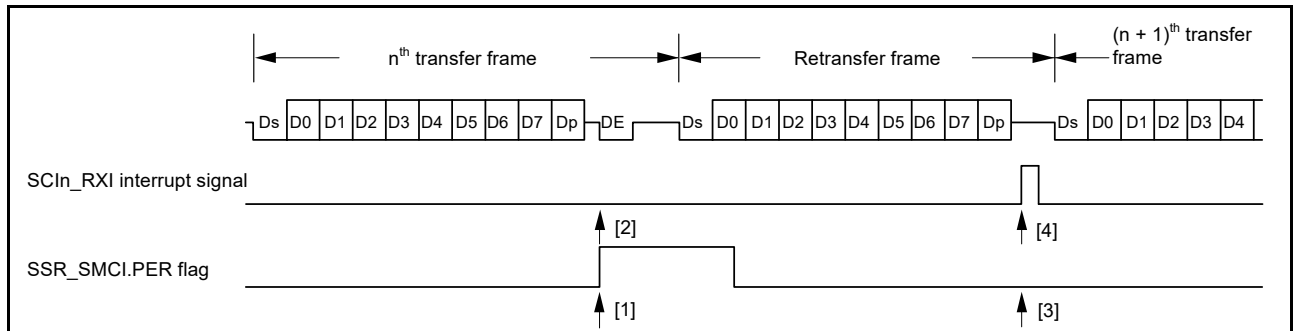 nth transfer frame
Retransfer frame
(n + 1)th transfer
frame
Ds D0 D1 D2 D3 D4 D5 D6 D7 Dp DE Ds D0 D1 D2 D3 D4 D5 D6 D7 Dp Ds D0 D1 D2 D3 D4
SCIn_RXI interrupt signal
[2] [4]
SSR_SMCI.PER flag
[1] [3]